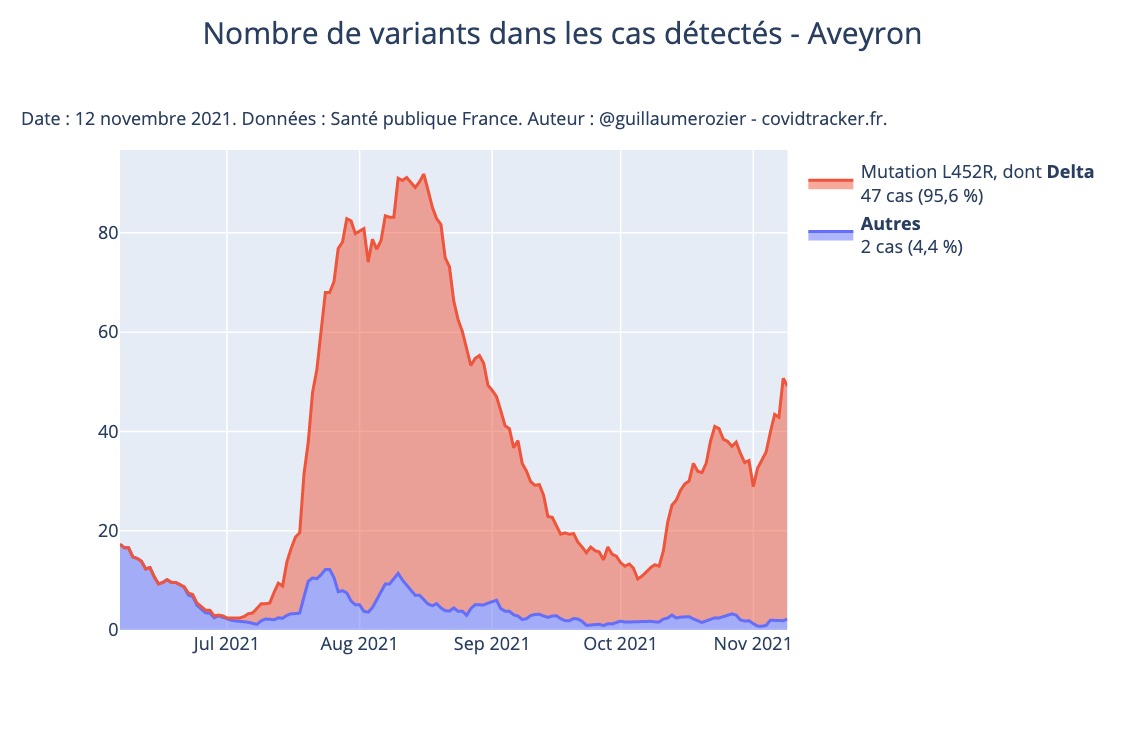 Nombre de variants dans les cas détectés - Aveyron
Date : 12 novembre 2021. Données : Santé publique France. Auteur : @guillaumerozier - covidtracker.fr.
Mutation L452R, dont Delta
47 cas (95,6 %)
Autres
2 cas (4,4 %)
80
60
40
20
0
Jul 2021
Aug 2021
Sep 2021
Oct 2021
Nov 2021